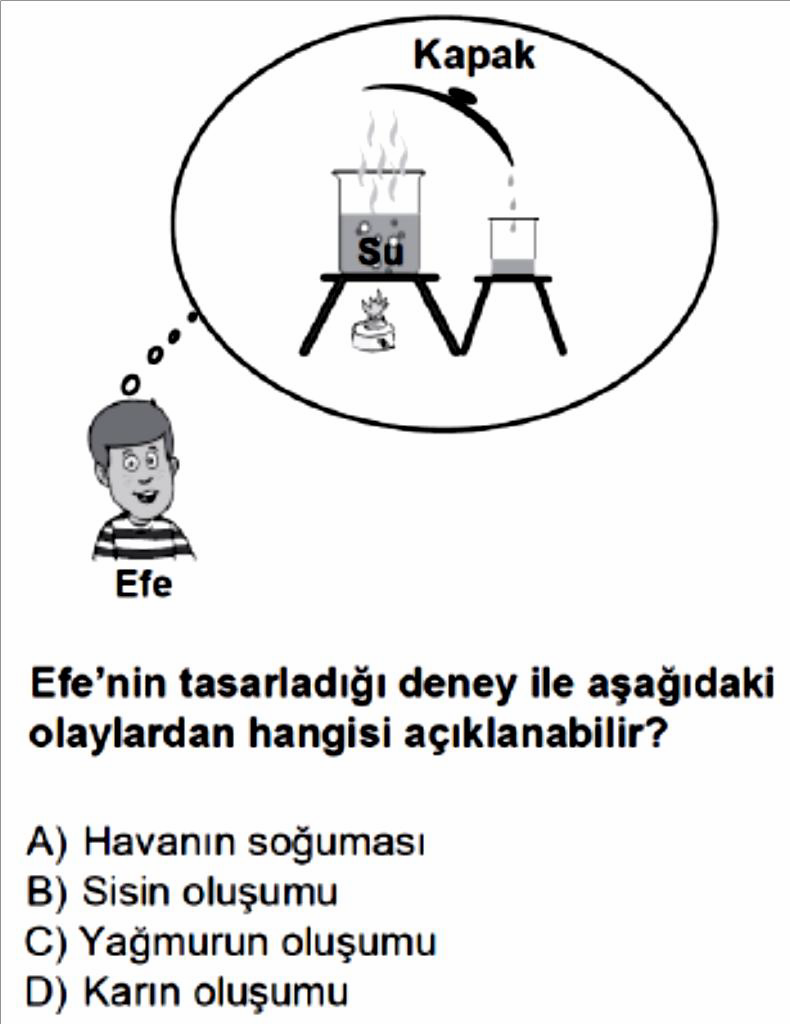 Kapak
Su
Efe
Efe'nin tasarladığı deney ile aşağıdaki
olaylardan hangisi açıklanabilir?
A) Havanın soğuması
B) Sisin oluşumu
C) Yağmurun oluşumu
D) Karın oluşumu